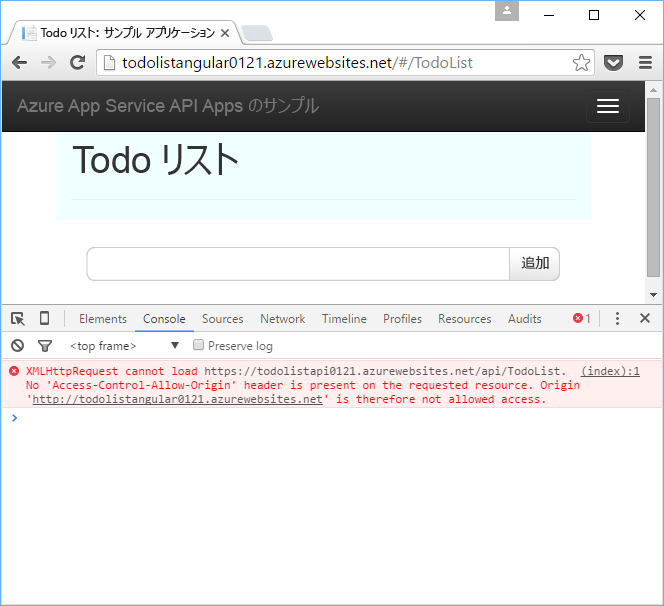 Todo リスト: サンプル アプリケーション
todolistangular0121.azurewebsites.net/#/TodoList
Azure App Service API Apps のサンプル
Todo リスト
追加
Elements Console Sources Network Timeline Profiles Resources Audits 1
<top frame> Preserve log
XMLHttpRequest cannot load https://todolistapi0121.azurewebsites.net/api/TodoList. (index):1
No 'Access-Control-Allow-Origin' header is present on the requested resource. Origin
'http://todolistangular0121.azurewebsites.net' is therefore not allowed access.